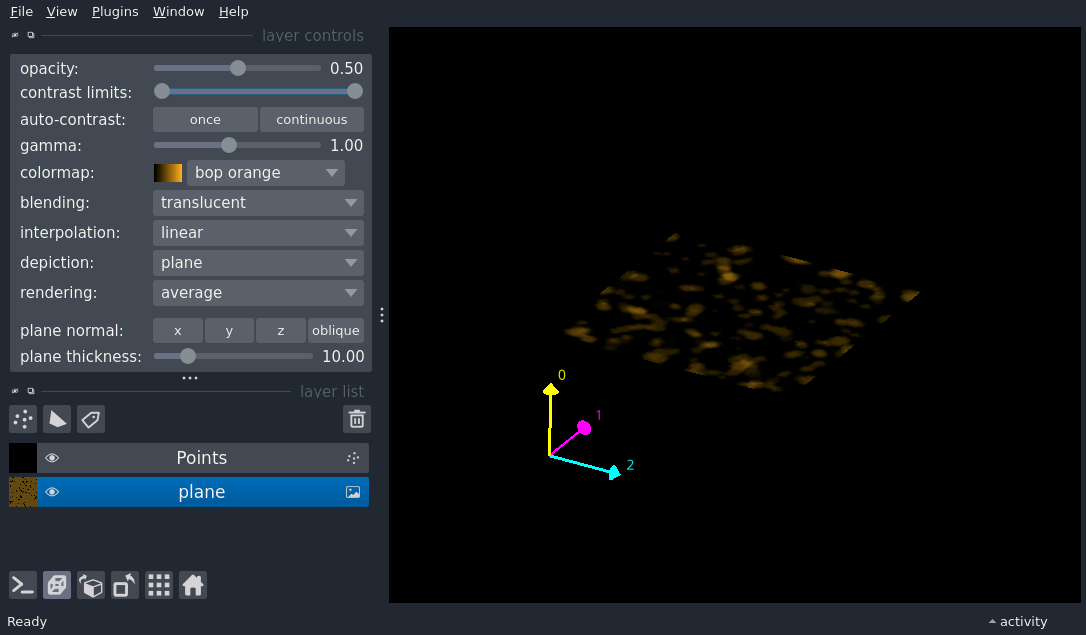 File View Plugins Window Help
layer controls
opacity: 0.50
contrast limits:
auto-contrast: once continuous
gamma: 1.00
colormap: bop orange
blending: translucent
interpolation: linear
depiction: plane
rendering: average
plane normal: x y z oblique
plane thickness: 10.00
layer list
Points
plane
0
1
2
Ready activity